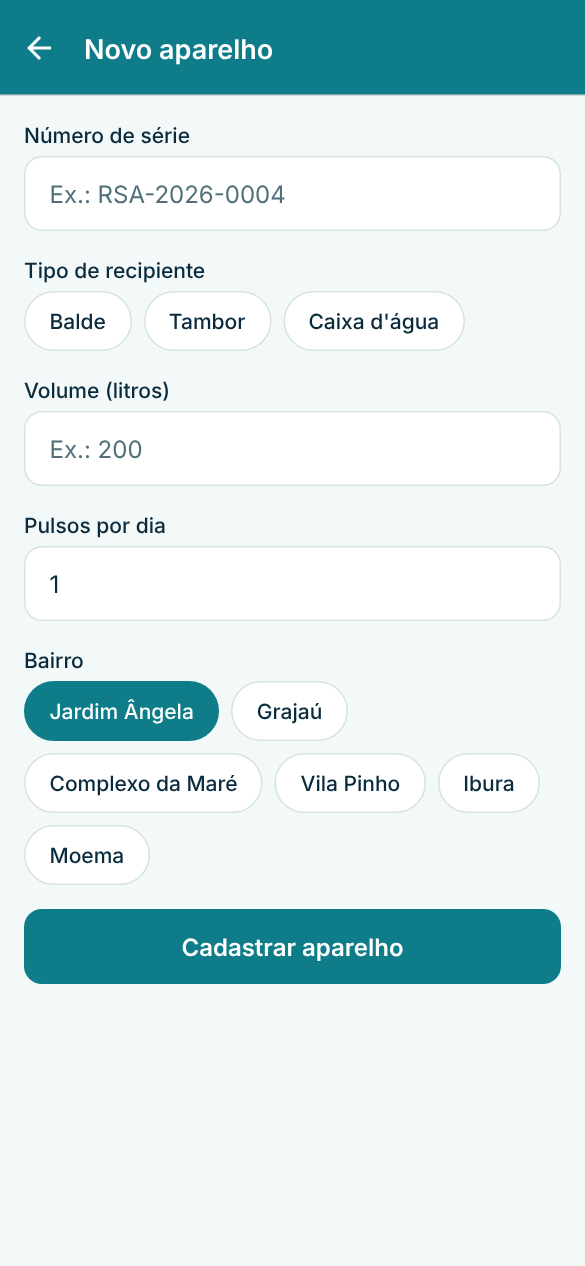 Novo aparelho
Número de série
Ex.: RSA-2026-0004
Tipo de recipiente
Balde Tambor Caixa d'água
Volume (litros)
Ex.: 200
Pulsos por dia
1
Bairro
Jardim Ângela Grajaú
Complexo da Maré Vila Pinho Ibura
Moema
Cadastrar aparelho